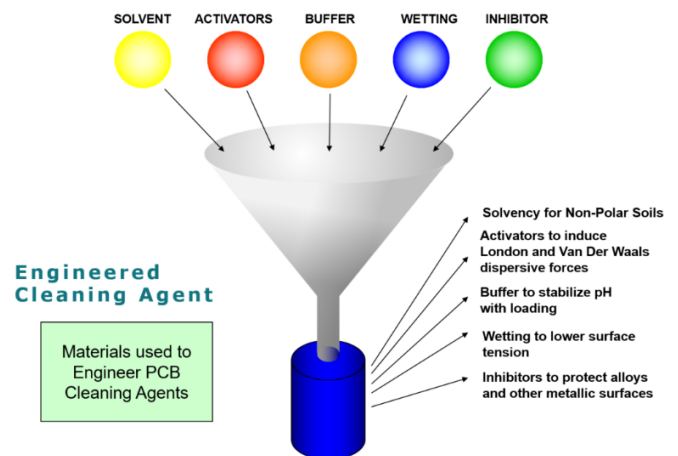 SOLVENT ACTIVATORS BUFFER WETTING INHIBITOR
Solvency for Non-Polar Soils
Activators to induce
London and Van Der Waals
dispersive forces
Buffer to stabilize pH
with loading
Wetting to lower surface
tension
Inhibitors to protect alloys
and other metallic surfaces
Engineered
Cleaning Agent
Materials used to
Engineer PCB
Cleaning Agents